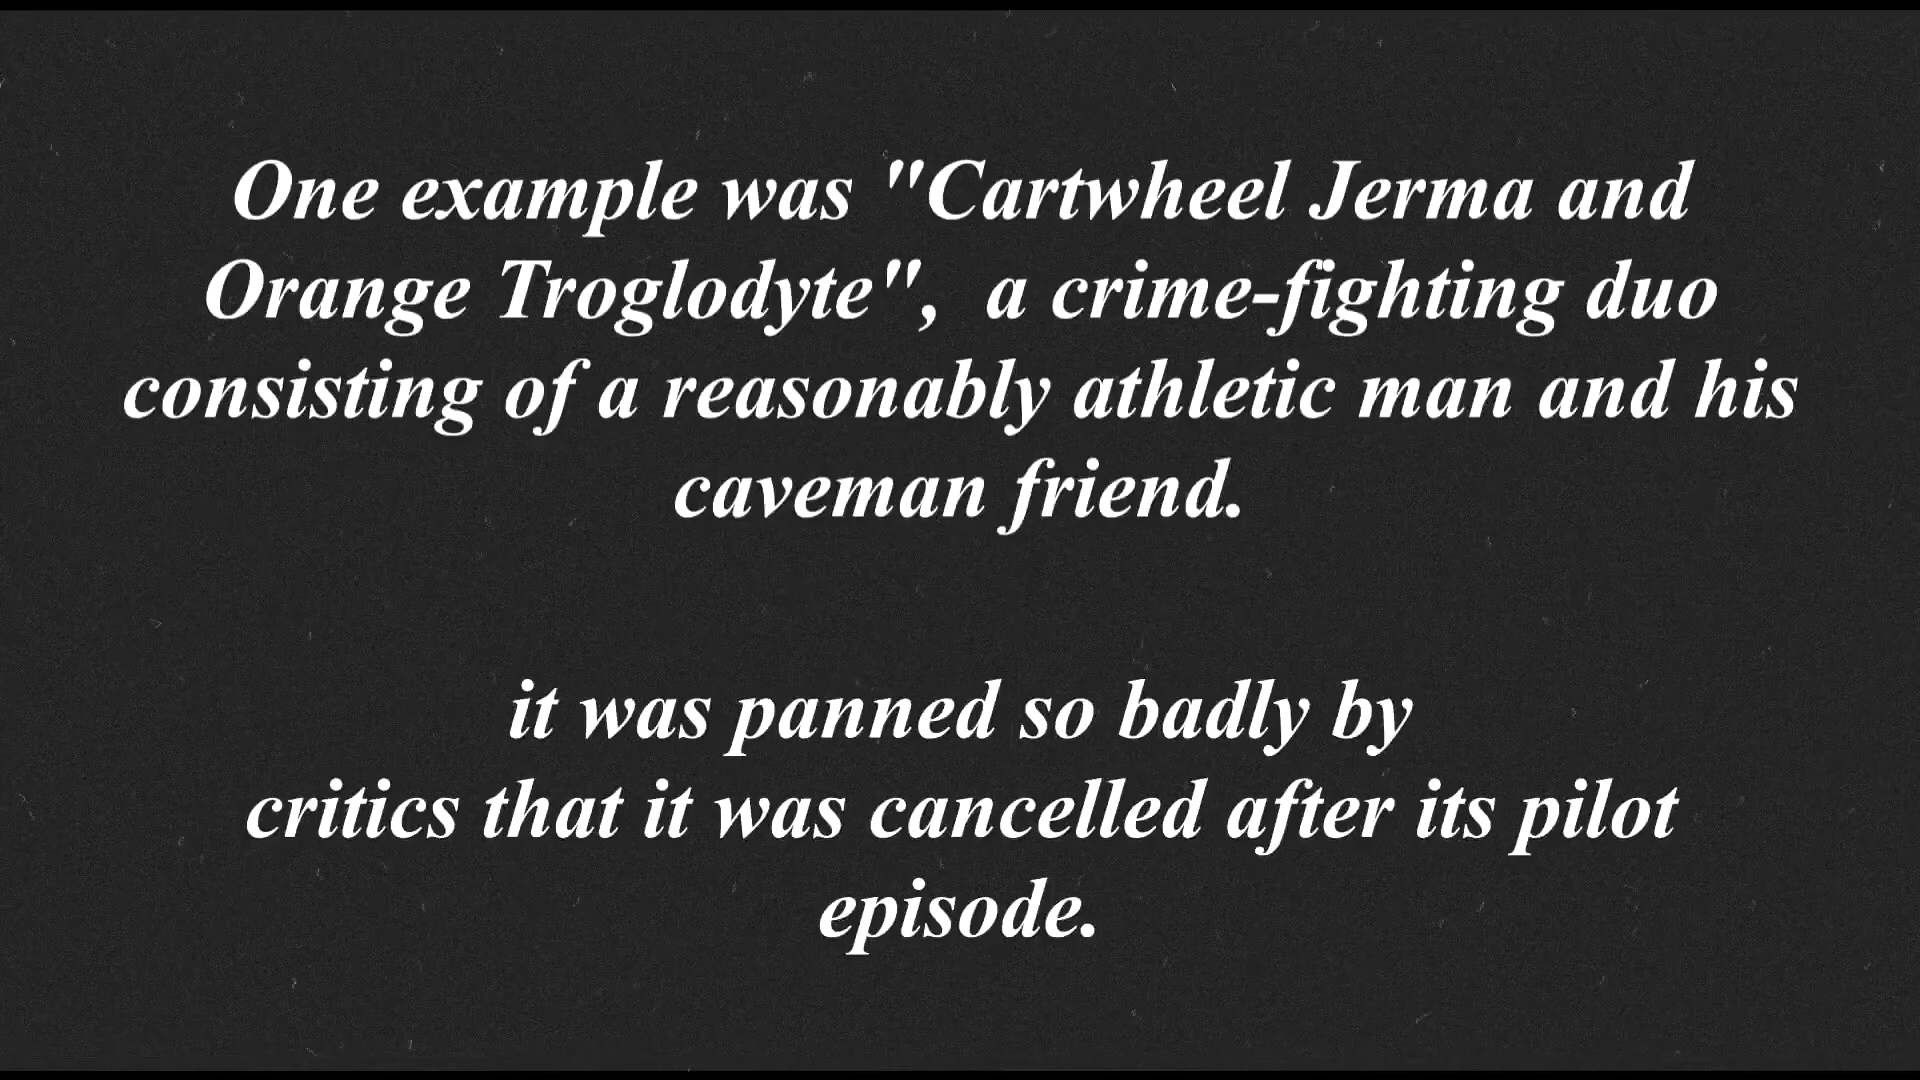 One example was "Cartwheel Jerma and
Orange Troglodyte",  a crime-fighting duo
consisting of a reasonably athletic man and his
caveman friend.
it was panned so badly by
critics that it was cancelled after its pilot
episode.